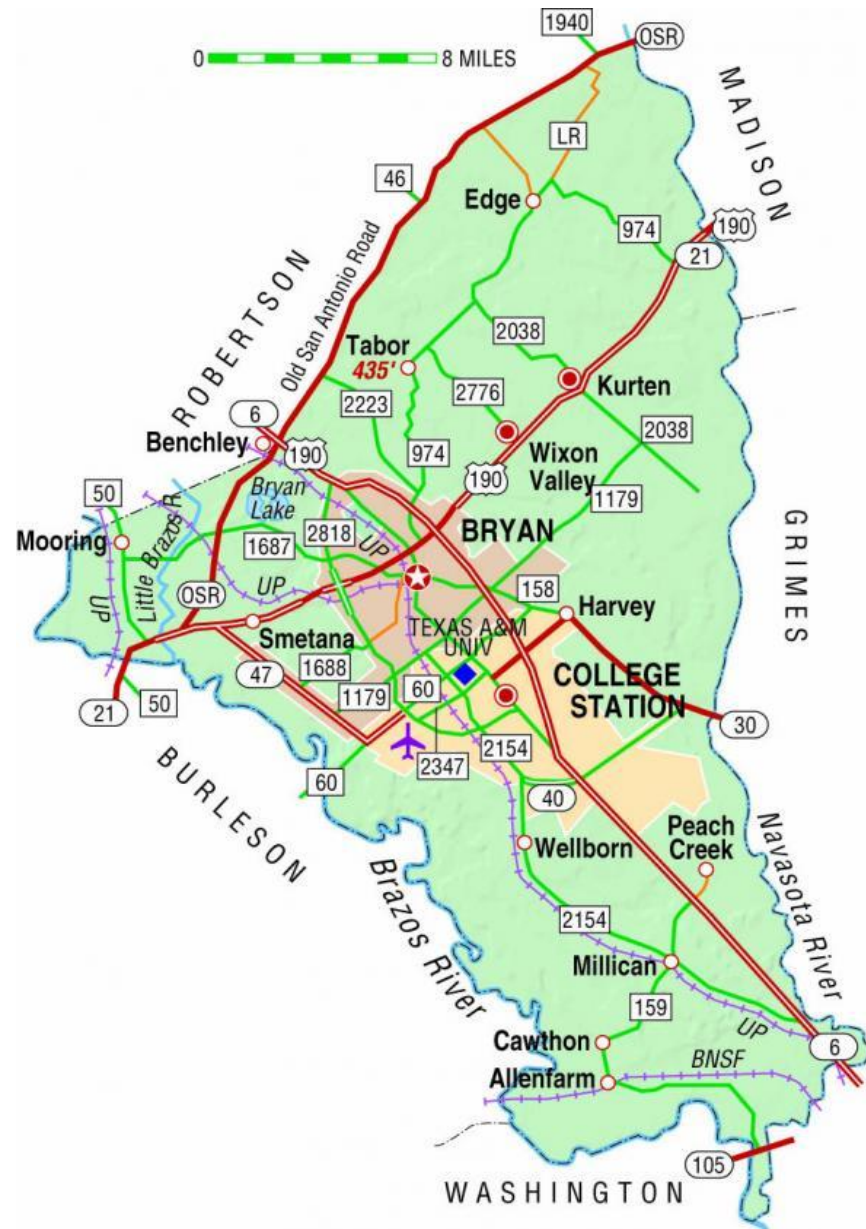 1940
OSR
0 8 MILES
MADISON
LR
46
Edge
974
190
21
Old San Antonio Road
ROBERTSON
2038
Tabor
435'
Kurten
2223
2776
6
Benchley
190
974
Wixon
Valley
2038
190
1179
50
Bryan
Lake
2818
BRYAN
Mooring
Little Brazos R
1687
UP
GRIMES
UP
OSR
UP
158
Harvey
Smetana
TEXAS A&M
UNIV
47
1688
COLLEGE
STATION
1179
60
21
50
30
2347
2154
BURLESON
60
40
Peach
Creek
Wellborn
Navasota River
Brazos River
2154
Millican
159
UP
Cawthon
BNSF
6
Allenfarm
105
WASHINGTON